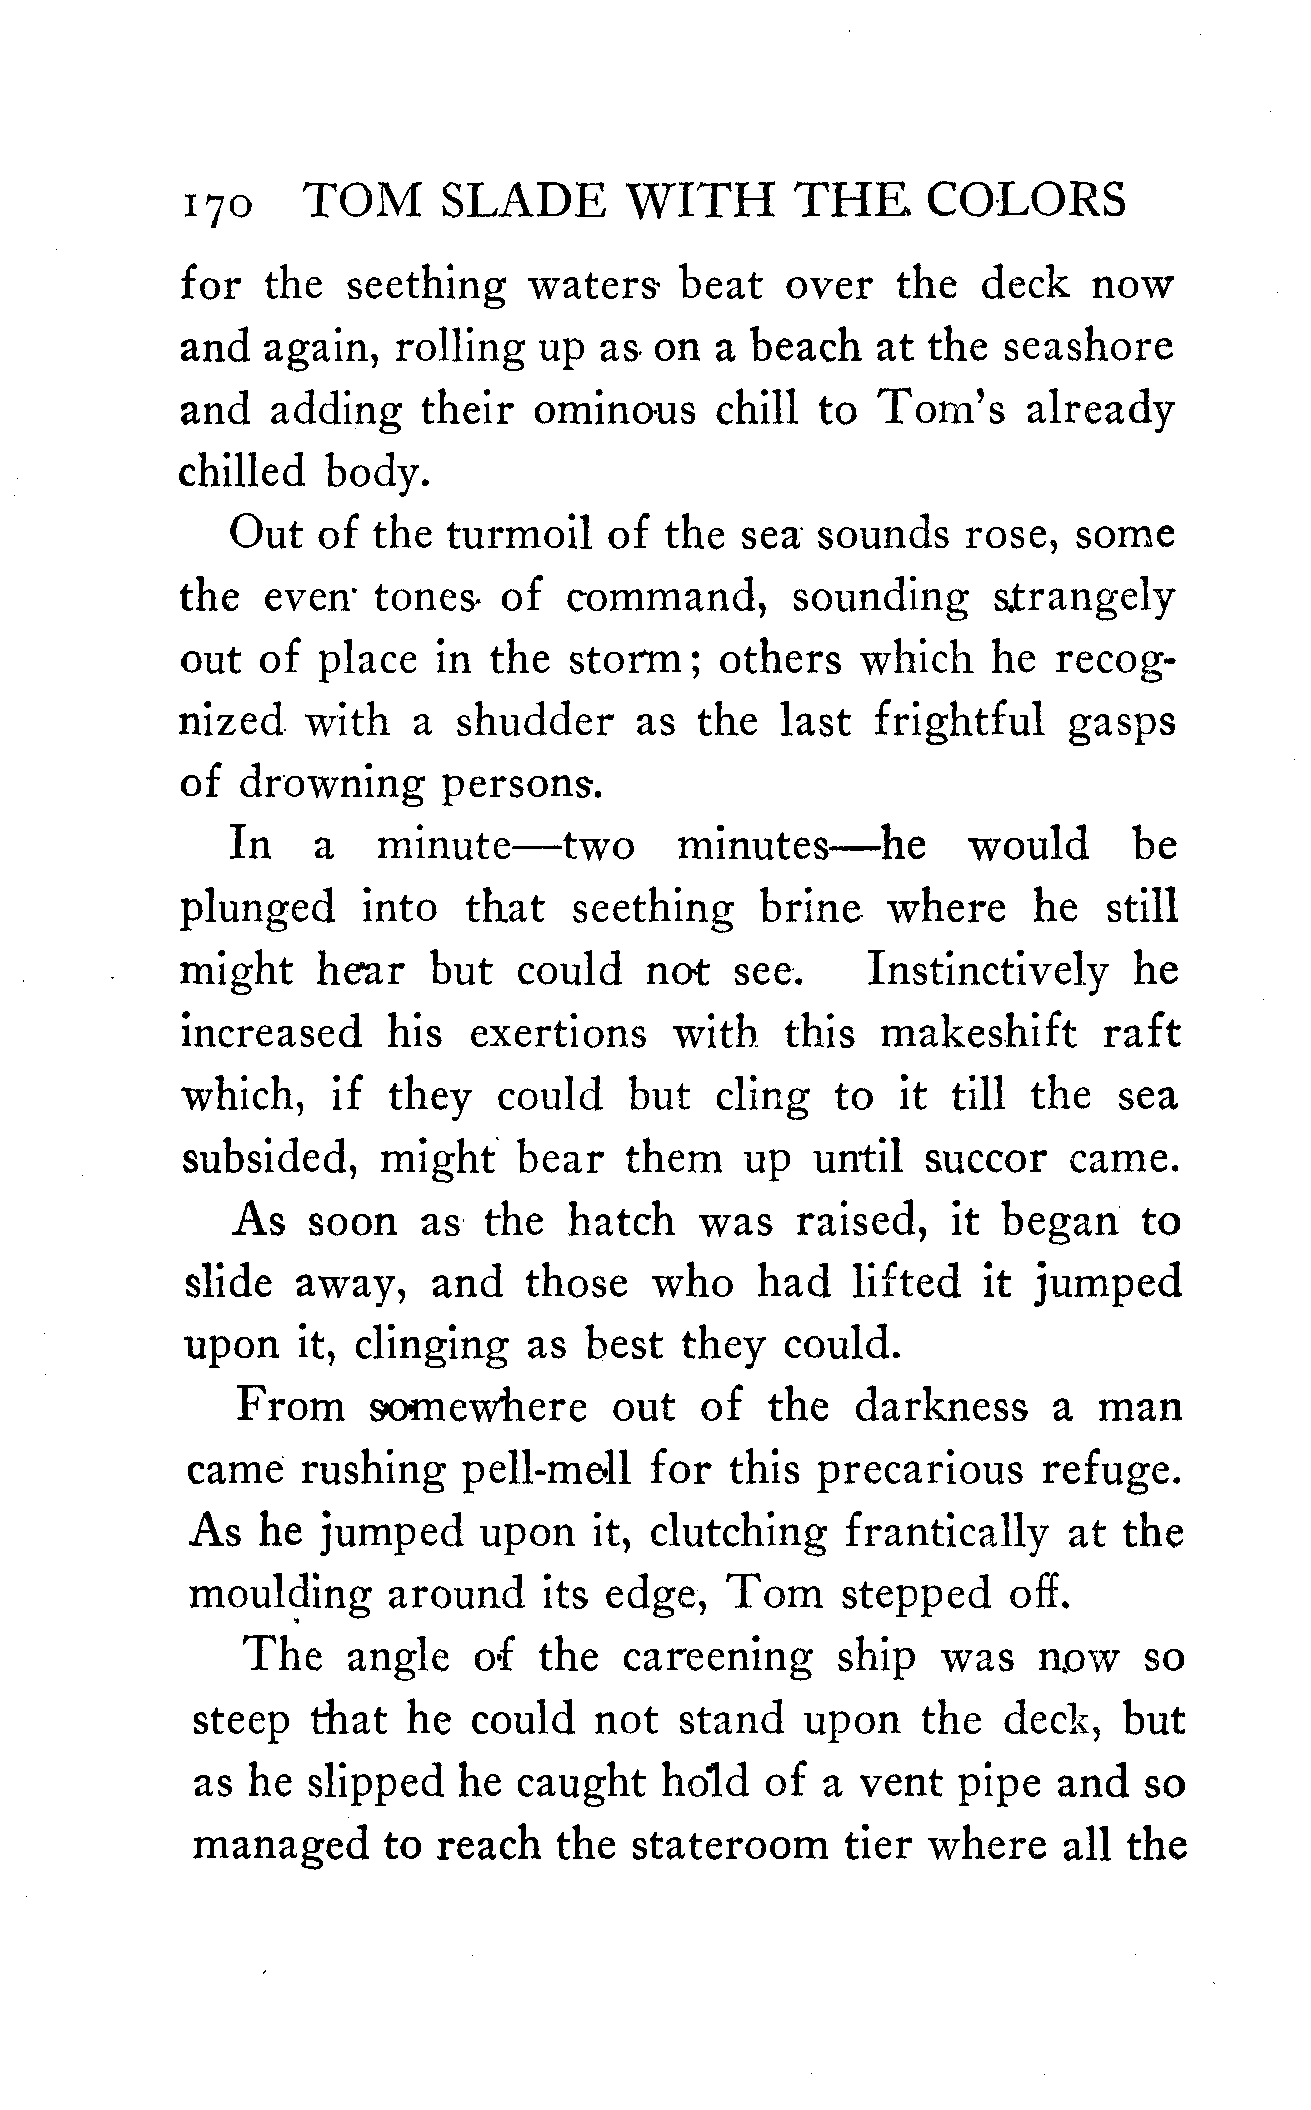 170 TOM SLADE WITH THE COLORS
for the seething waters beat over the deck now
and again, rolling up as on a beach at the seashore
and adding their ominous chill to Tom's already
chilled body.
Out of the turmoil of the sea sounds rose, some
the even tones of command, sounding strangely
out of place in the storm; others which he recog-
nized with a shudder as the last frightful gasps
of drowning persons.
In a minute—two minutes—he would be
plunged into that seething brine where he still
might hear but could not see. Instinctively he
increased his exertions with this makeshift raft
which, if they could but cling to it till the sea
subsided, might bear them up until succor came.
As soon as the hatch was raised, it began to
slide away, and those who had lifted it jumped
upon it, clinging as best they could.
From somewhere out of the darkness a man
came rushing pell-mell for this precarious refuge.
As he jumped upon it, clutching frantically at the
moulding around its edge, Tom stepped off.
The angle of the careening ship was now so
steep that he could not stand upon the deck, but
as he slipped he caught hold of a vent pipe and so
managed to reach the stateroom tier where all the